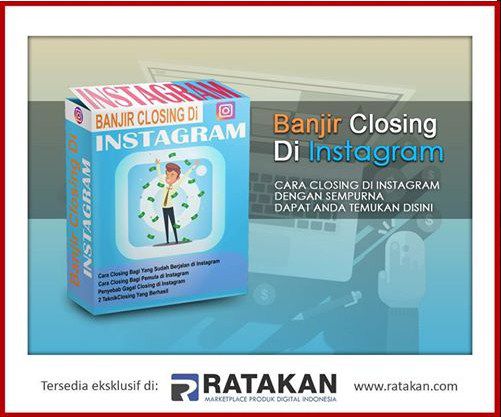 INSTAGRAM
BANJIR CLOSING Di
INSTAGRAM
Banjir Closing Di
INSTAGRAM
Cara Closing Bagi Yang Sudah Berjalan di Instagram
Cara Closing Bagi Pemula di Instagram
Penyebab Gagal Closing di Instagram
2 TeknikClosing Yang Berhasil
Banjir Closing
Di Instagram
CARA CLOSING DI INSTAGRAM
DENGAN SEMPURNA
DAPAT ANDA TEMUKAN DISINI
Tersedia eksklusif di:
RATAKAN
MARKETPLACE PRODUK DIGITAL INDONESIA
www.ratakan.com